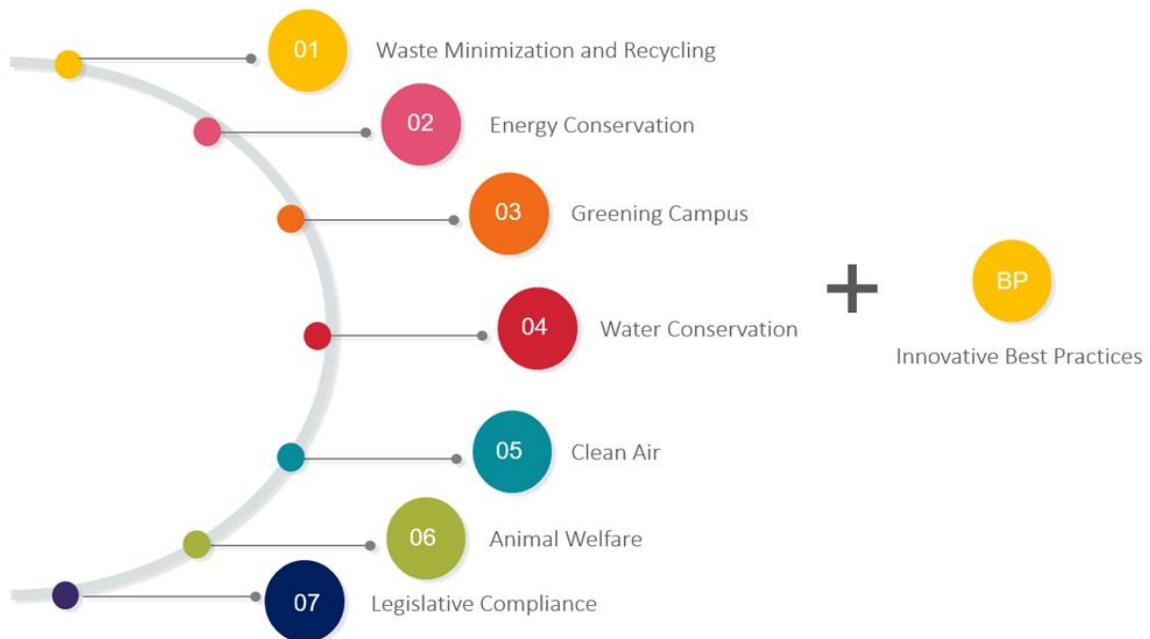 01 Waste Minimization and Recycling
02 Energy Conservation
03 Greening Campus
04 Water Conservation
05 Clean Air
06 Animal Welfare
07 Legislative Compliance
+
BP
Innovative Best Practices